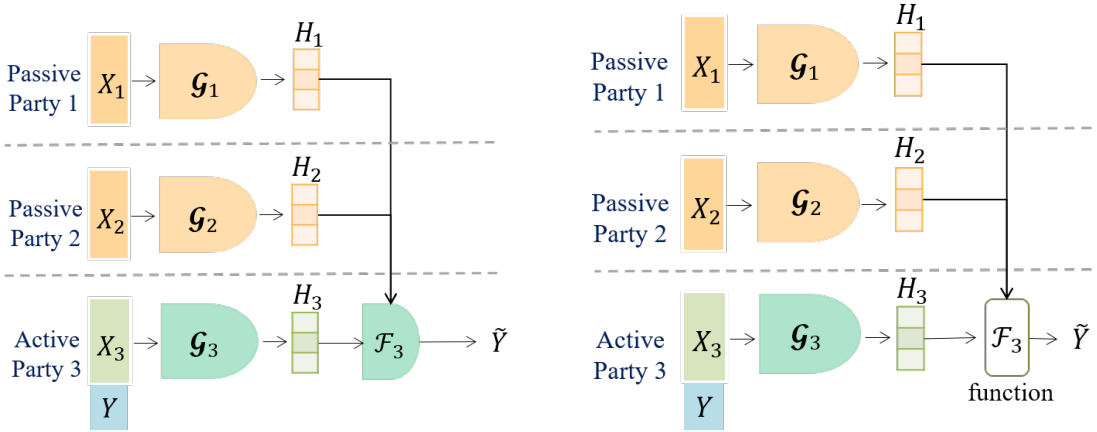 Passive
Party 1
X₁
𝓖₁
H₁
Passive
Party 2
X₂
𝓖₂
H₂
Active
Party 3
X₃
𝓖₃
H₃
ℱ₃
Ỹ
Y
Passive
Party 1
X₁
𝓖₁
H₁
Passive
Party 2
X₂
𝓖₂
H₂
Active
Party 3
X₃
𝓖₃
H₃
ℱ₃
Ỹ
function
Y